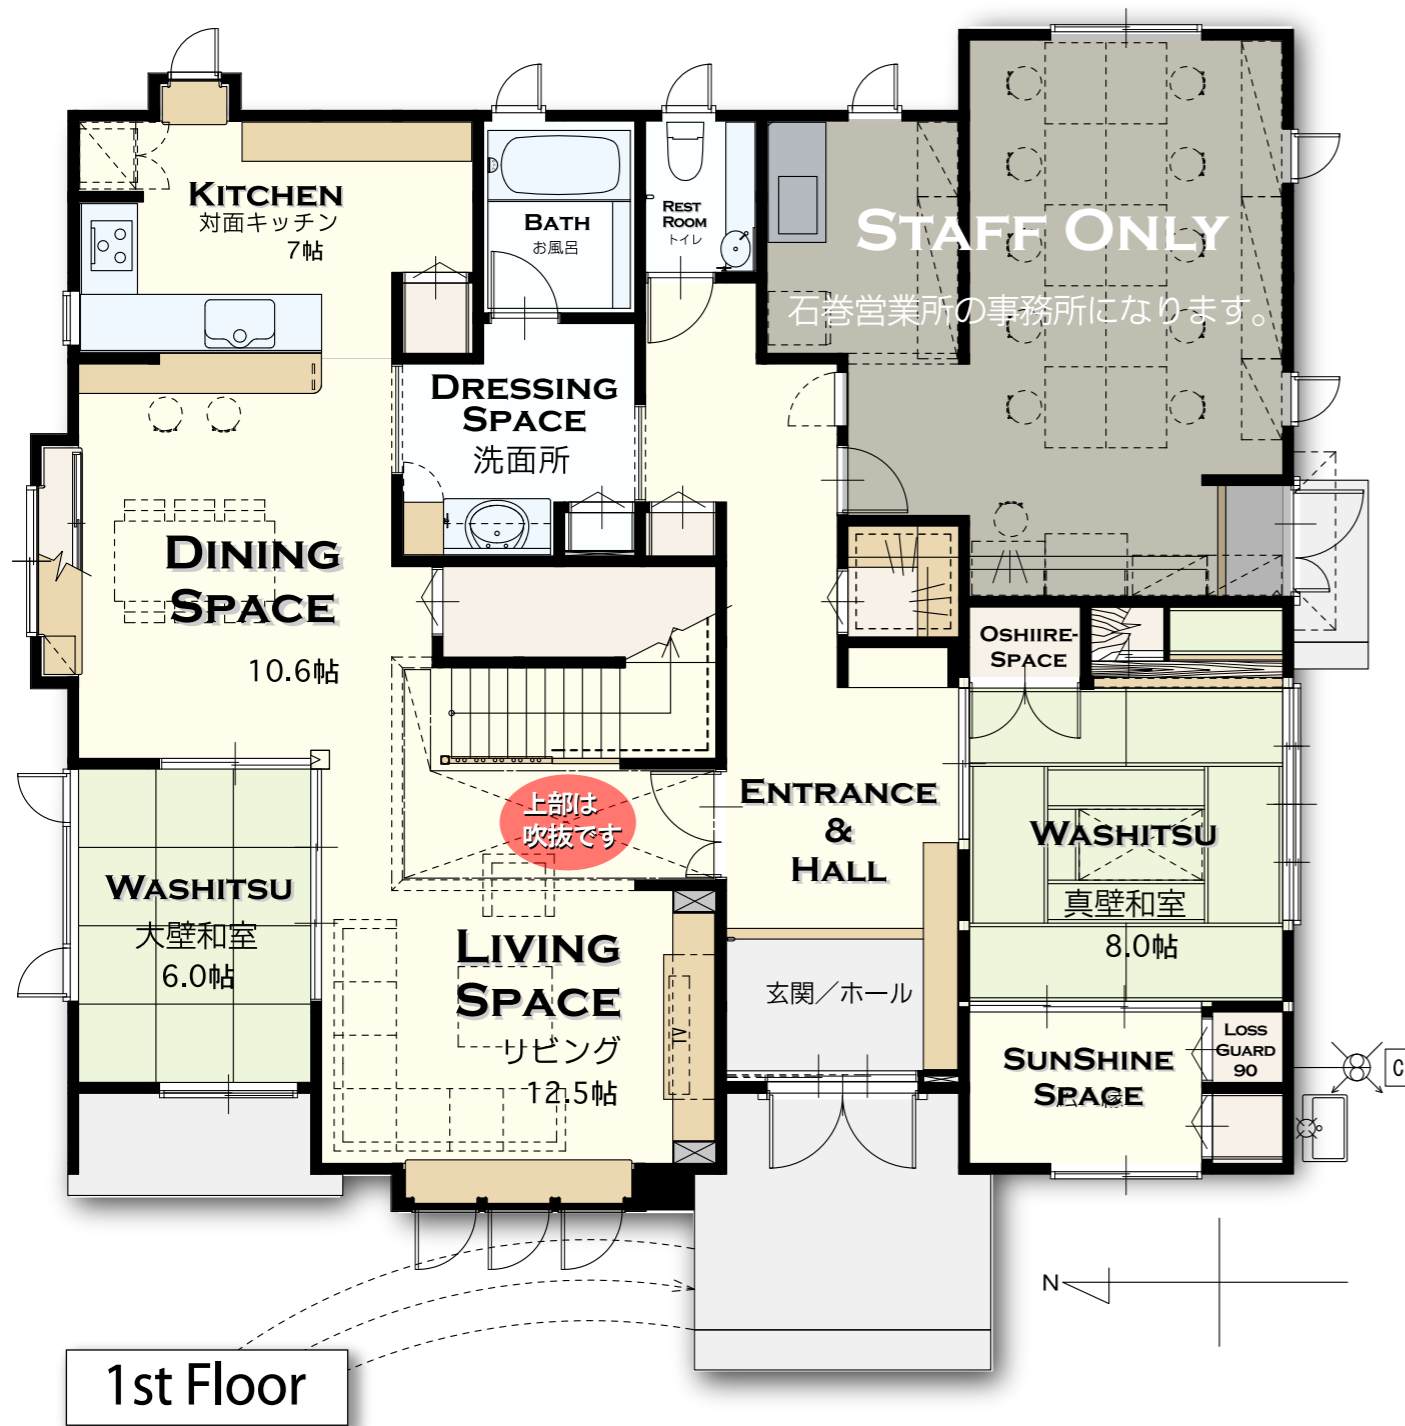 KITCHEN
対面キッチン
7帖
BATH
お風呂
REST
ROOM
トイレ
STAFF ONLY
石巻営業所の事務所になります。
DRESSING
SPACE
洗面所
DINING
SPACE
10.6帖
OSHIIRE-
SPACE
上部は
吹抜です
ENTRANCE
&
HALL
玄関／ホール
WASHITSU
真壁和室
8.0帖
WASHITSU
大壁和室
6.0帖
LIVING
SPACE
リビング
12.5帖
TV
SUNSHINE
SPACE
LOSS
GUARD
90
C
N
1st Floor